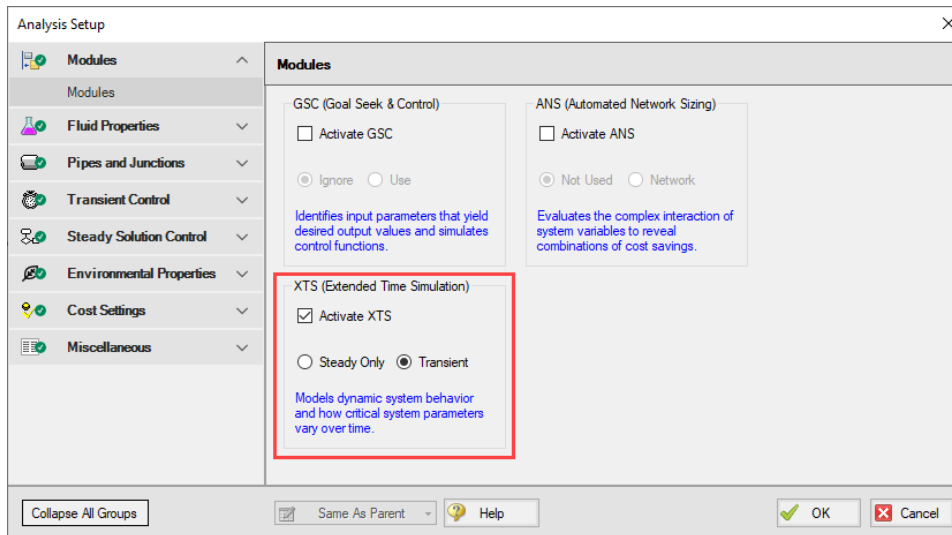 Analysis Setup
Modules
Modules
Fluid Properties
Pipes and Junctions
Transient Control
Steady Solution Control
Environmental Properties
Cost Settings
Miscellaneous
Collapse All Groups
Modules
GSC (Goal Seek & Control)
Activate GSC
Ignore
Use
Identifies input parameters that yield
desired output values and simulates
control functions.
ANS (Automated Network Sizing)
Activate ANS
Not Used
Network
Evaluates the complex interaction of
system variables to reveal
combinations of cost savings.
XTS (Extended Time Simulation)
Activate XTS
Steady Only
Transient
Models dynamic system behavior
and how critical system parameters
vary over time.
Same As Parent
Help
OK
Cancel